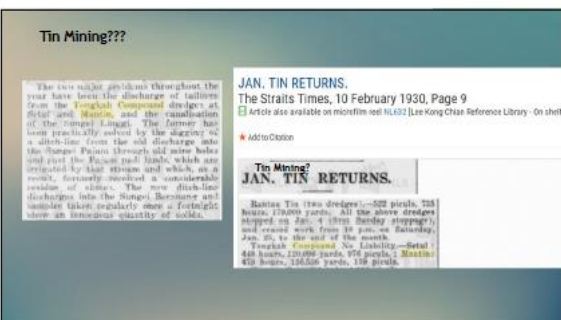 Tin Mining???
The two major problems throughout the
year have been the discharge of tailings
from the Tongkah Compound dredges at
Setul and Mantin, and the canalisation
of the Sungei Linggi. The former has
been practically solved by the digging of
a ditch-line from the old discharge into
the Sungei Pajam through old mine holes
and past the Pajam padi lands, which are
irrigated by that stream and which, as a
result, formerly received a considerable
residue of slimes. The new ditch-line
discharges into the Sungei Beranang and
samples taken regularly once a fortnight
show an innocuous quantity of solids.
JAN. TIN RETURNS.
The Straits Times, 10 February 1930, Page 9
Article also available on microfilm reel NL632 [Lee Kong Chian Reference Library - On shelf
Add to Citation
Tin Mining?
JAN. TIN RETURNS.
Rantau Tin (two dredges),—522 piculs, 735
hours, 179,000 yards. All the above dredges
stopped on Jan. 4 (first Sunday stoppage),
and ceased work from 10 p.m. on Saturday,
Jan. 25, to the end of the month.
Tongkah Compound No Liability.—Setul:
448 hours, 120,000 yards, 976 piculs.; Mantin:
478 hours, 136,556 yards, piculs.